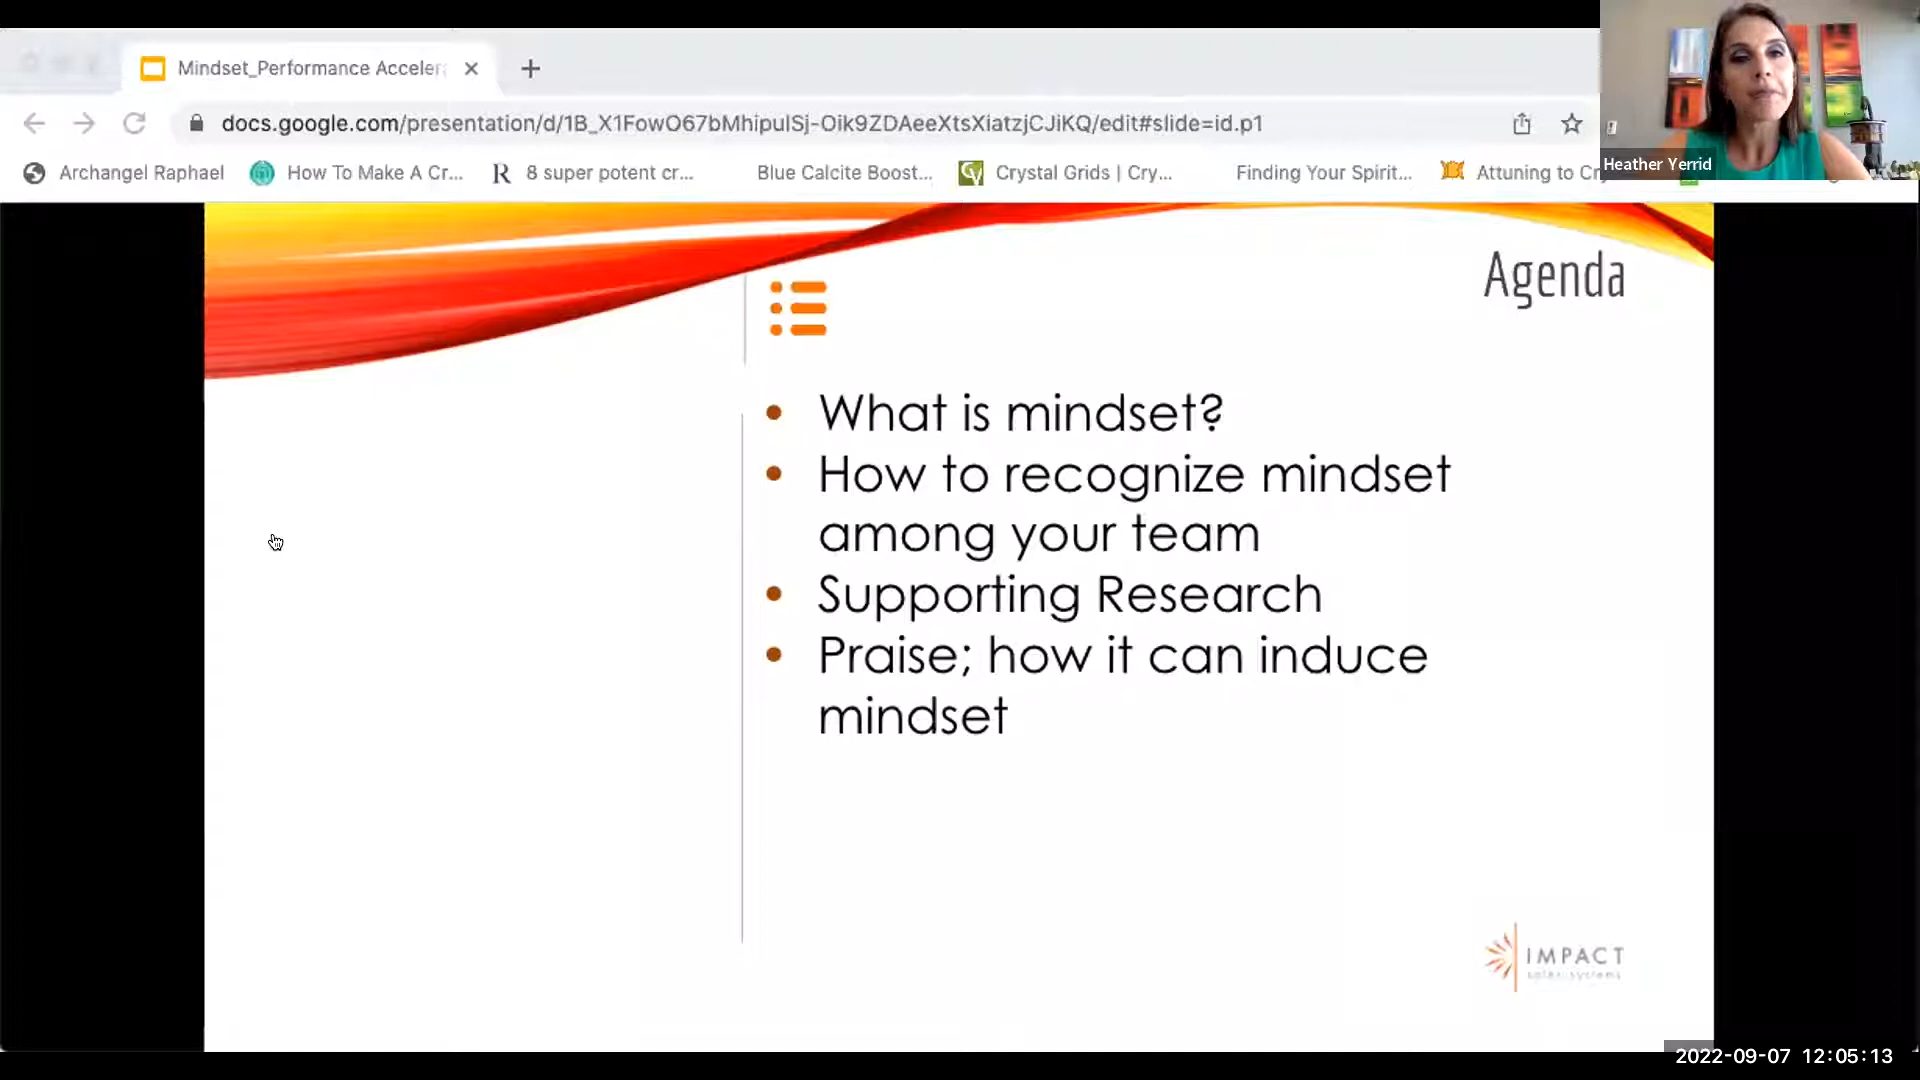 Mindset_Performance Acceler
docs.google.com/presentation/d/1B_X1FowO67bMhipulSj-Oik9ZDAeeXtsXiatzjCJiKQ/edit#slide=id.p1
Archangel Raphael
How To Make A Cr...
8 super potent cr...
Blue Calcite Boost...
Crystal Grids | Cry...
Finding Your Spirit...
Attuning to Cry
Heather Yerrid
Agenda
• What is mindset?
• How to recognize mindset
among your team
• Supporting Research
• Praise; how it can induce
mindset
IMPACT
sales systems
2022-09-07 12:05:13